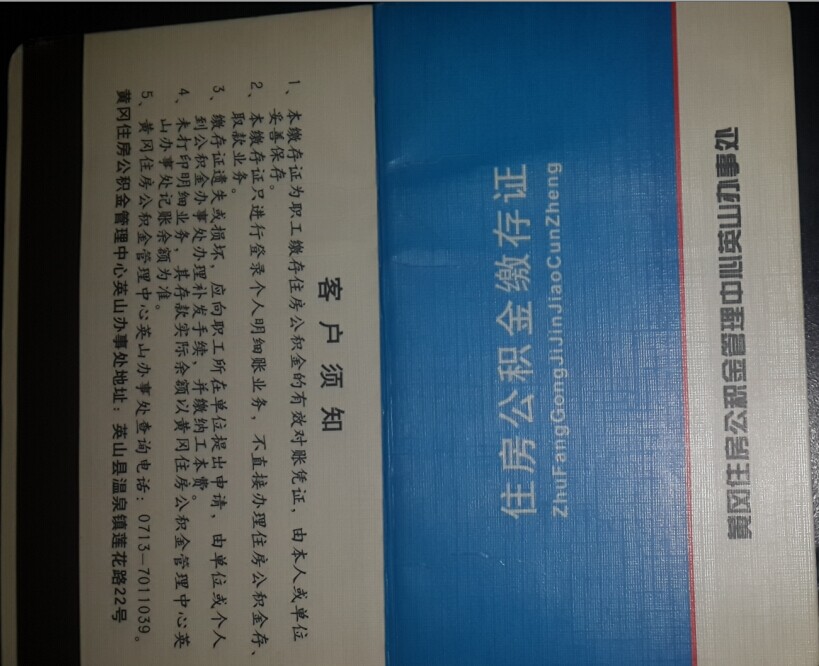 客户须知
1、本缴存证为职工缴存住房公积金的有效对账凭证，由本人或单位
妥善保存。
2、本缴存证只进行登录个人明细账业务，不直接办理住房公积金存、
取款业务。
3、缴存证遗失或损坏，应向职工所在单位提出申请，由单位或个人
到公积金办事处办理补发手续，并缴纳工本费。
4、未打印明细业务，其存款实际余额以黄冈住房公积金管理中心英
山办事处记账余额为准。
5、黄冈住房公积金管理中心英山办事处查询电话：0713—7011039。
黄冈住房公积金管理中心英山办事处地址：英山县温泉镇莲花路22号
住房公积金缴存证
ZhuFangGongJiJinJiaoCunZheng
黄冈住房公积金管理中心英山办事处